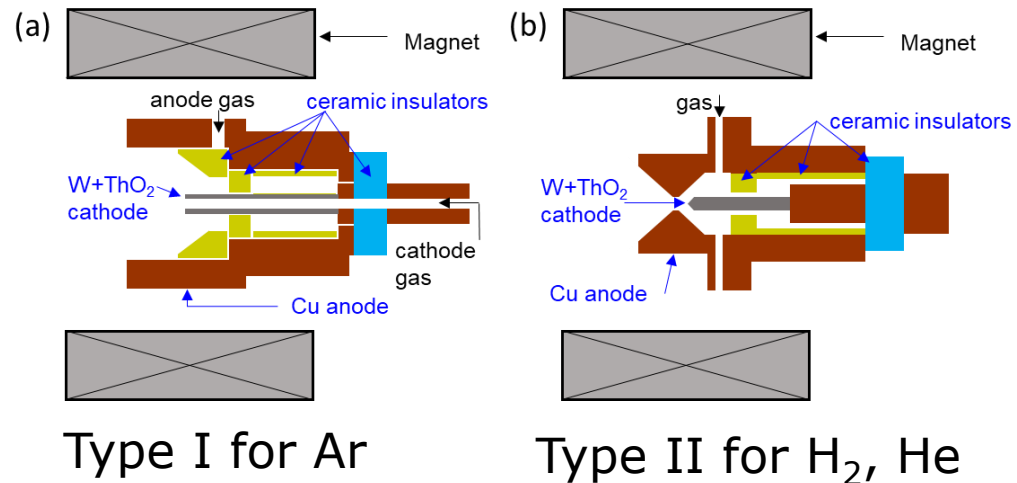 (a)
Magnet
anode gas
ceramic insulators
W+ThO₂
cathode
cathode
gas
Cu anode
Type I for Ar
(b)
Magnet
gas
ceramic insulators
W+ThO₂
cathode
Cu anode
Type II for H₂, He